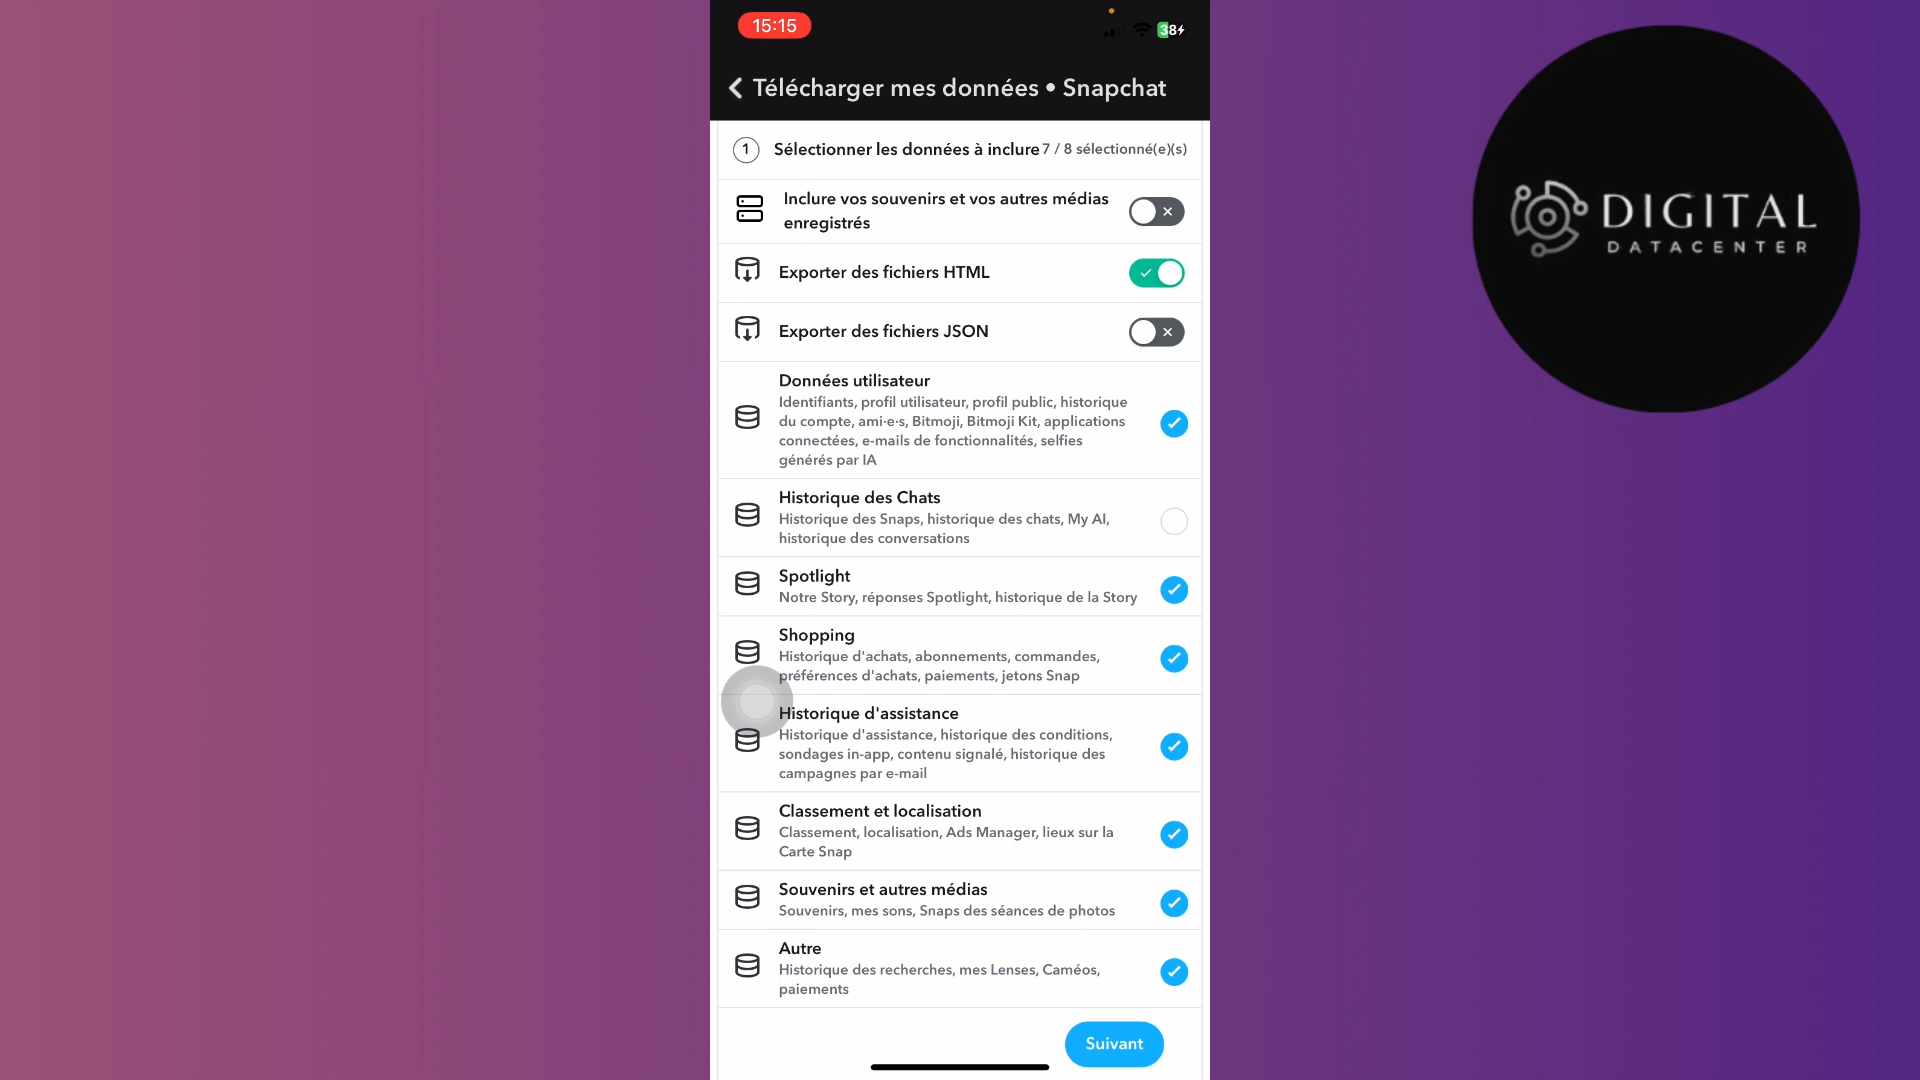 15:15
38
Télécharger mes données • Snapchat
1 Sélectionner les données à inclure 7 / 8 sélectionné(e)(s)
Inclure vos souvenirs et vos autres médias
enregistrés
Exporter des fichiers HTML
Exporter des fichiers JSON
Données utilisateur
Identifiants, profil utilisateur, profil public, historique
du compte, ami·e·s, Bitmoji, Bitmoji Kit, applications
connectées, e-mails de fonctionnalités, selfies
générés par IA
Historique des Chats
Historique des Snaps, historique des chats, My AI,
historique des conversations
Spotlight
Notre Story, réponses Spotlight, historique de la Story
Shopping
Historique d'achats, abonnements, commandes,
préférences d'achats, paiements, jetons Snap
Historique d'assistance
Historique d'assistance, historique des conditions,
sondages in-app, contenu signalé, historique des
campagnes par e-mail
Classement et localisation
Classement, localisation, Ads Manager, lieux sur la
Carte Snap
Souvenirs et autres médias
Souvenirs, mes sons, Snaps des séances de photos
Autre
Historique des recherches, mes Lenses, Caméos,
paiements
Suivant
DIGITAL
DATACENTER